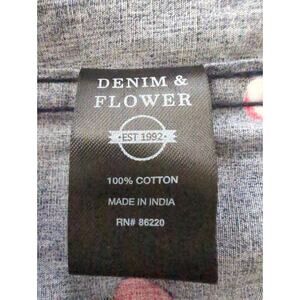 DENIM &
FLOWER
EST 1992
100% COTTON
MADE IN INDIA
RN# 86220